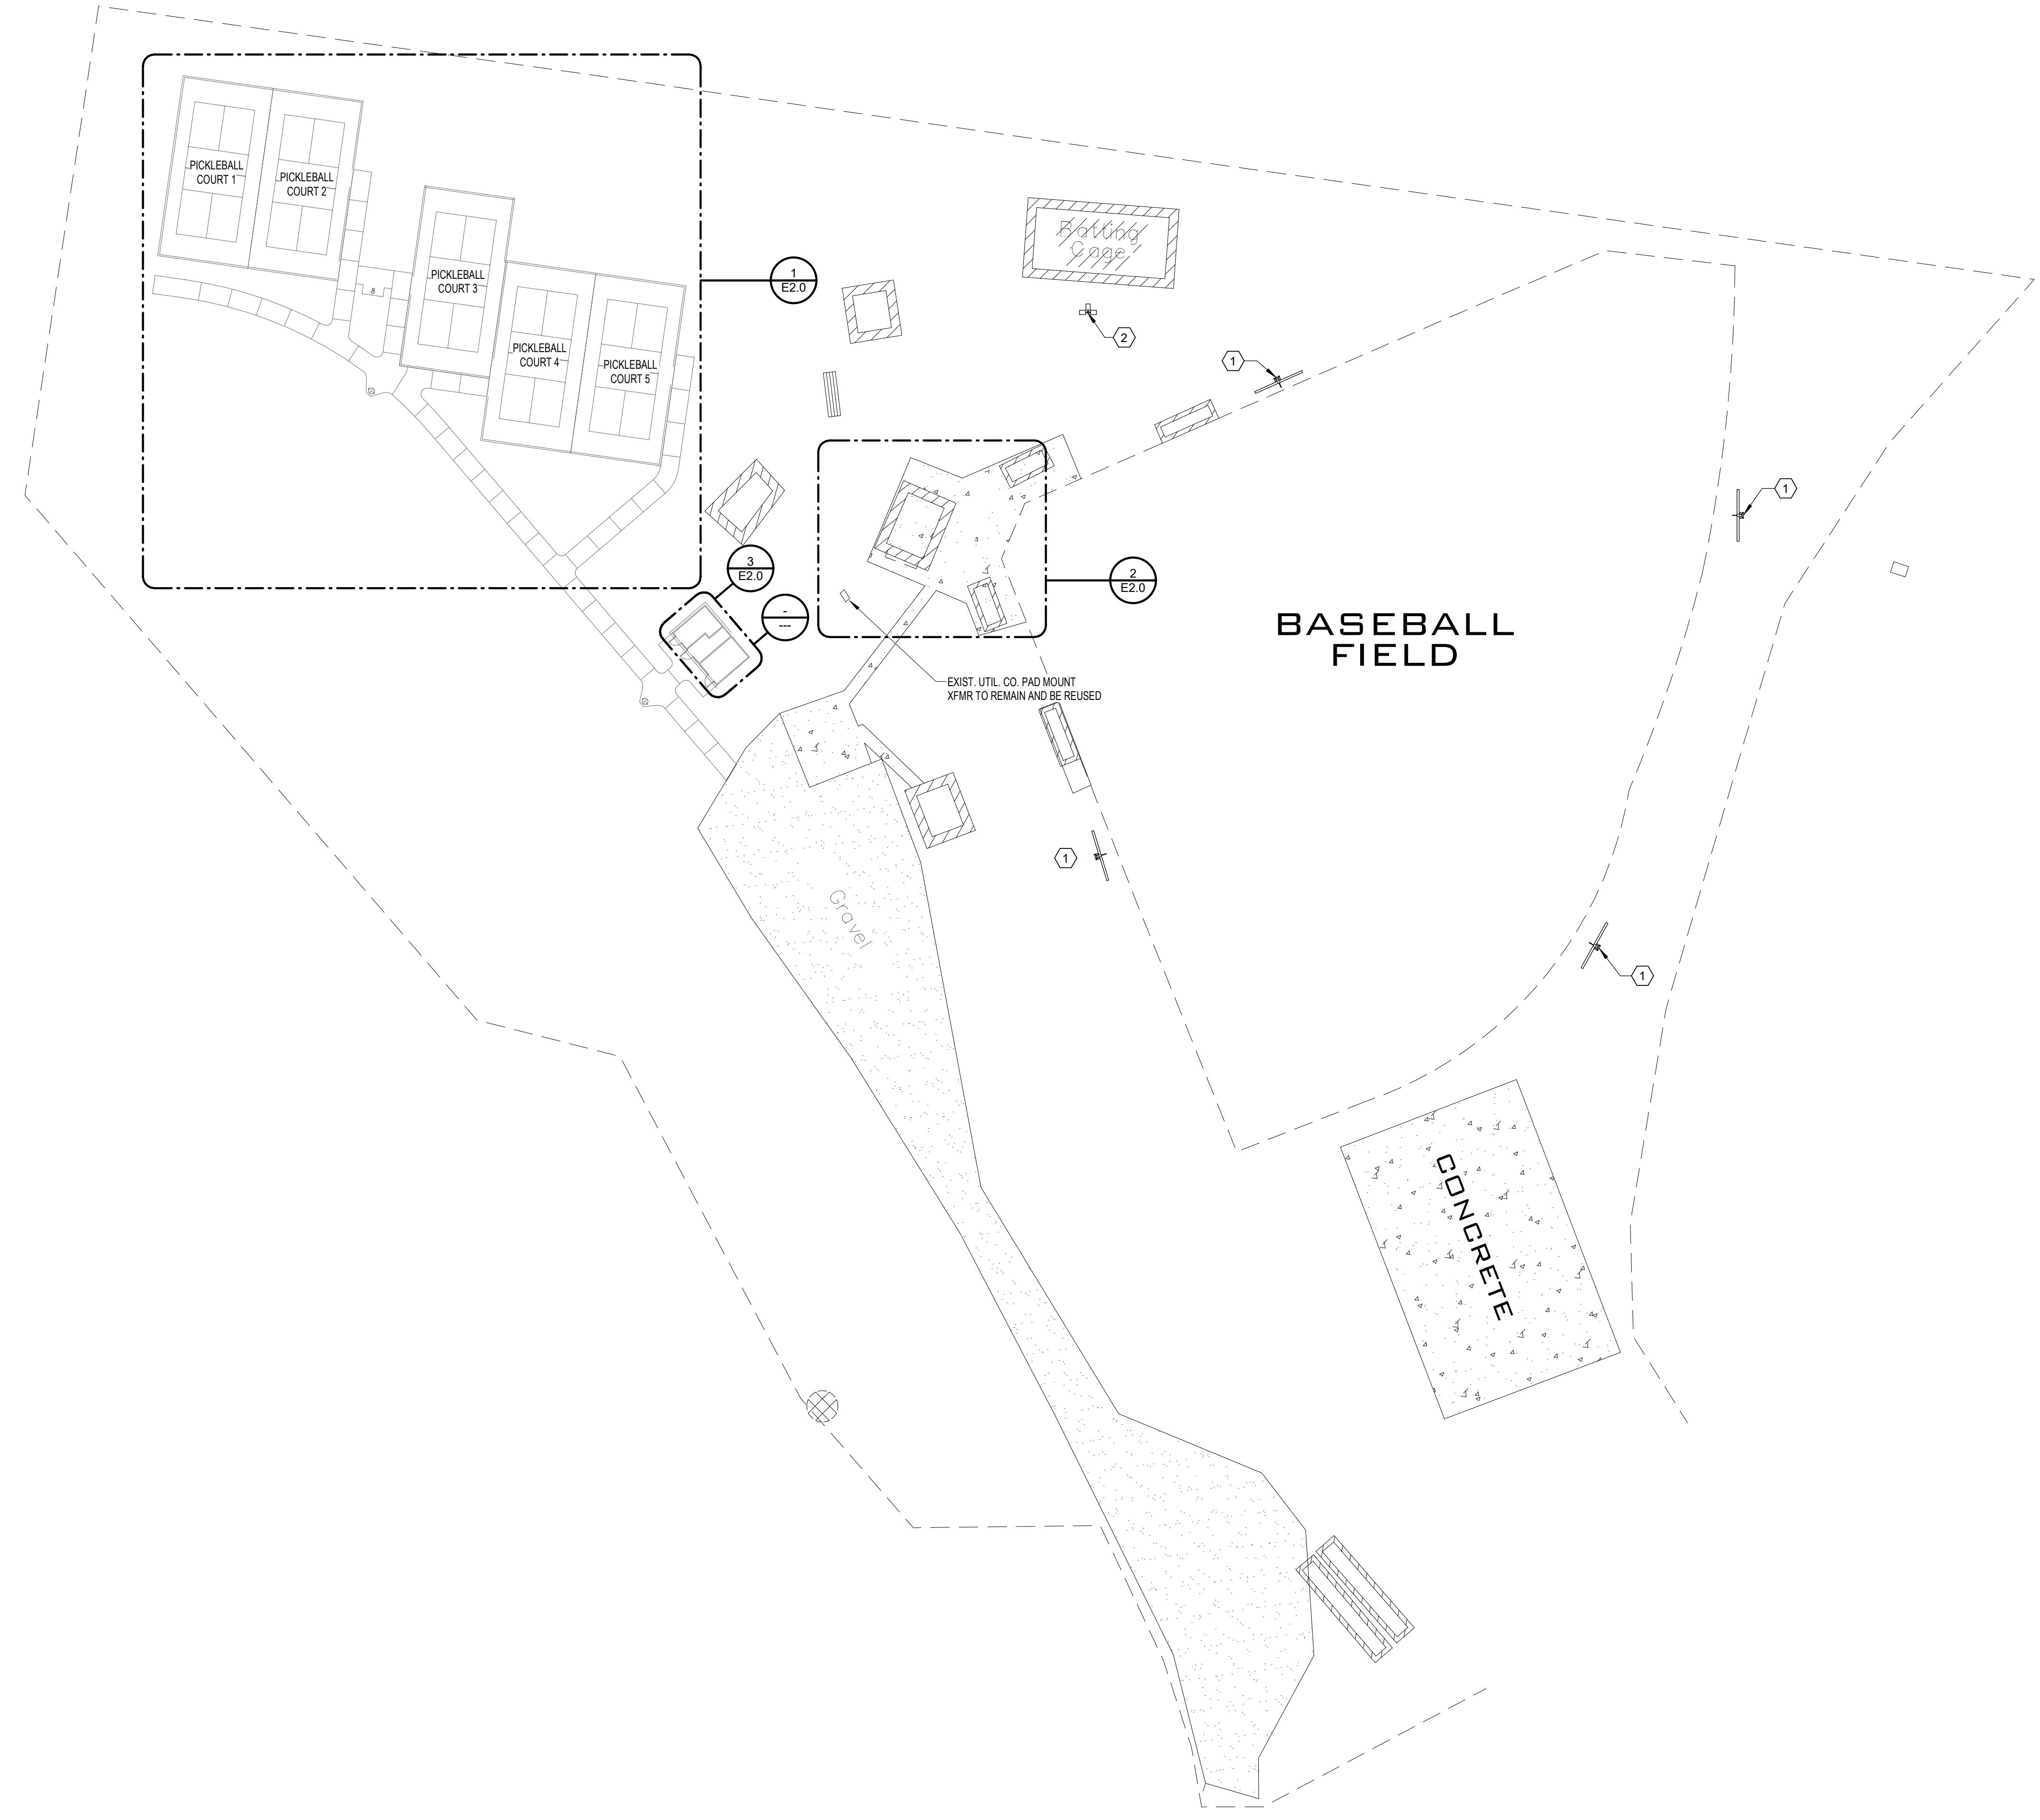 PICKLEBALL
COURT 1
PICKLEBALL
COURT 2
PICKLEBALL
COURT 3
PICKLEBALL
COURT 4
PICKLEBALL
COURT 5
8
1
E2.0
Batting
Cage
2
1
1
3
E2.0
-
---
2
E2.0
BASEBALL
FIELD
EXIST. UTIL. CO. PAD MOUNT
XFMR TO REMAIN AND BE REUSED
1
Gravel
1
CONCRETE